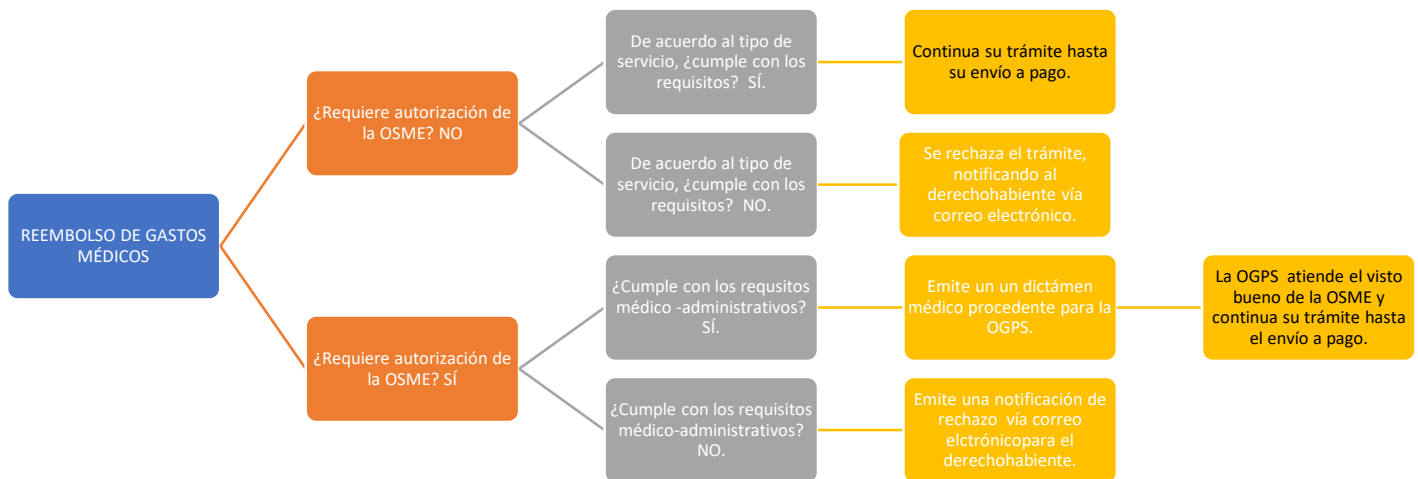 REEMBOLSO DE GASTOS
MÉDICOS
¿Requiere autorización de
la OSME? NO
De acuerdo al tipo de
servicio, ¿cumple con los
requisitos? SÍ.
Continua su trámite hasta
su envío a pago.
De acuerdo al tipo de
servicio, ¿cumple con los
requisitos? NO.
Se rechaza el trámite,
notificando al
derechohabiente vía
correo electrónico.
¿Requiere autorización de
la OSME? SÍ
¿Cumple con los requsitos
médico -administrativos?
SÍ.
Emite un un dictámen
médico procedente para la
OGPS.
La OGPS atiende el visto
bueno de la OSME y
continua su trámite hasta
el envío a pago.
¿Cumple con los requisitos
médico-administrativos?
NO.
Emite una notificación de
rechazo vía correo
elctrónicopara el
derechohabiente.